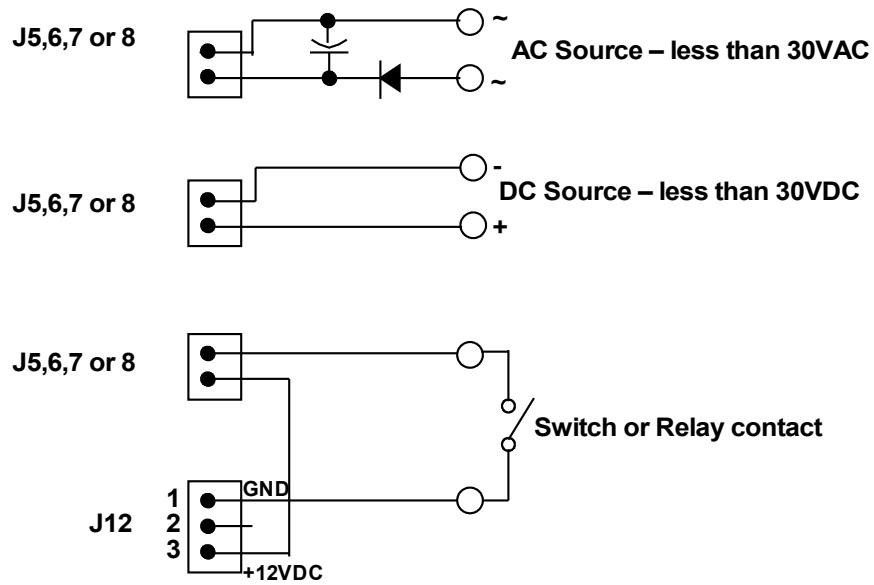 J5,6,7 or 8
~
AC Source – less than 30VAC
~
J5,6,7 or 8
-
DC Source – less than 30VDC
+
J5,6,7 or 8
Switch or Relay contact
J12
1
GND
2
3
+12VDC